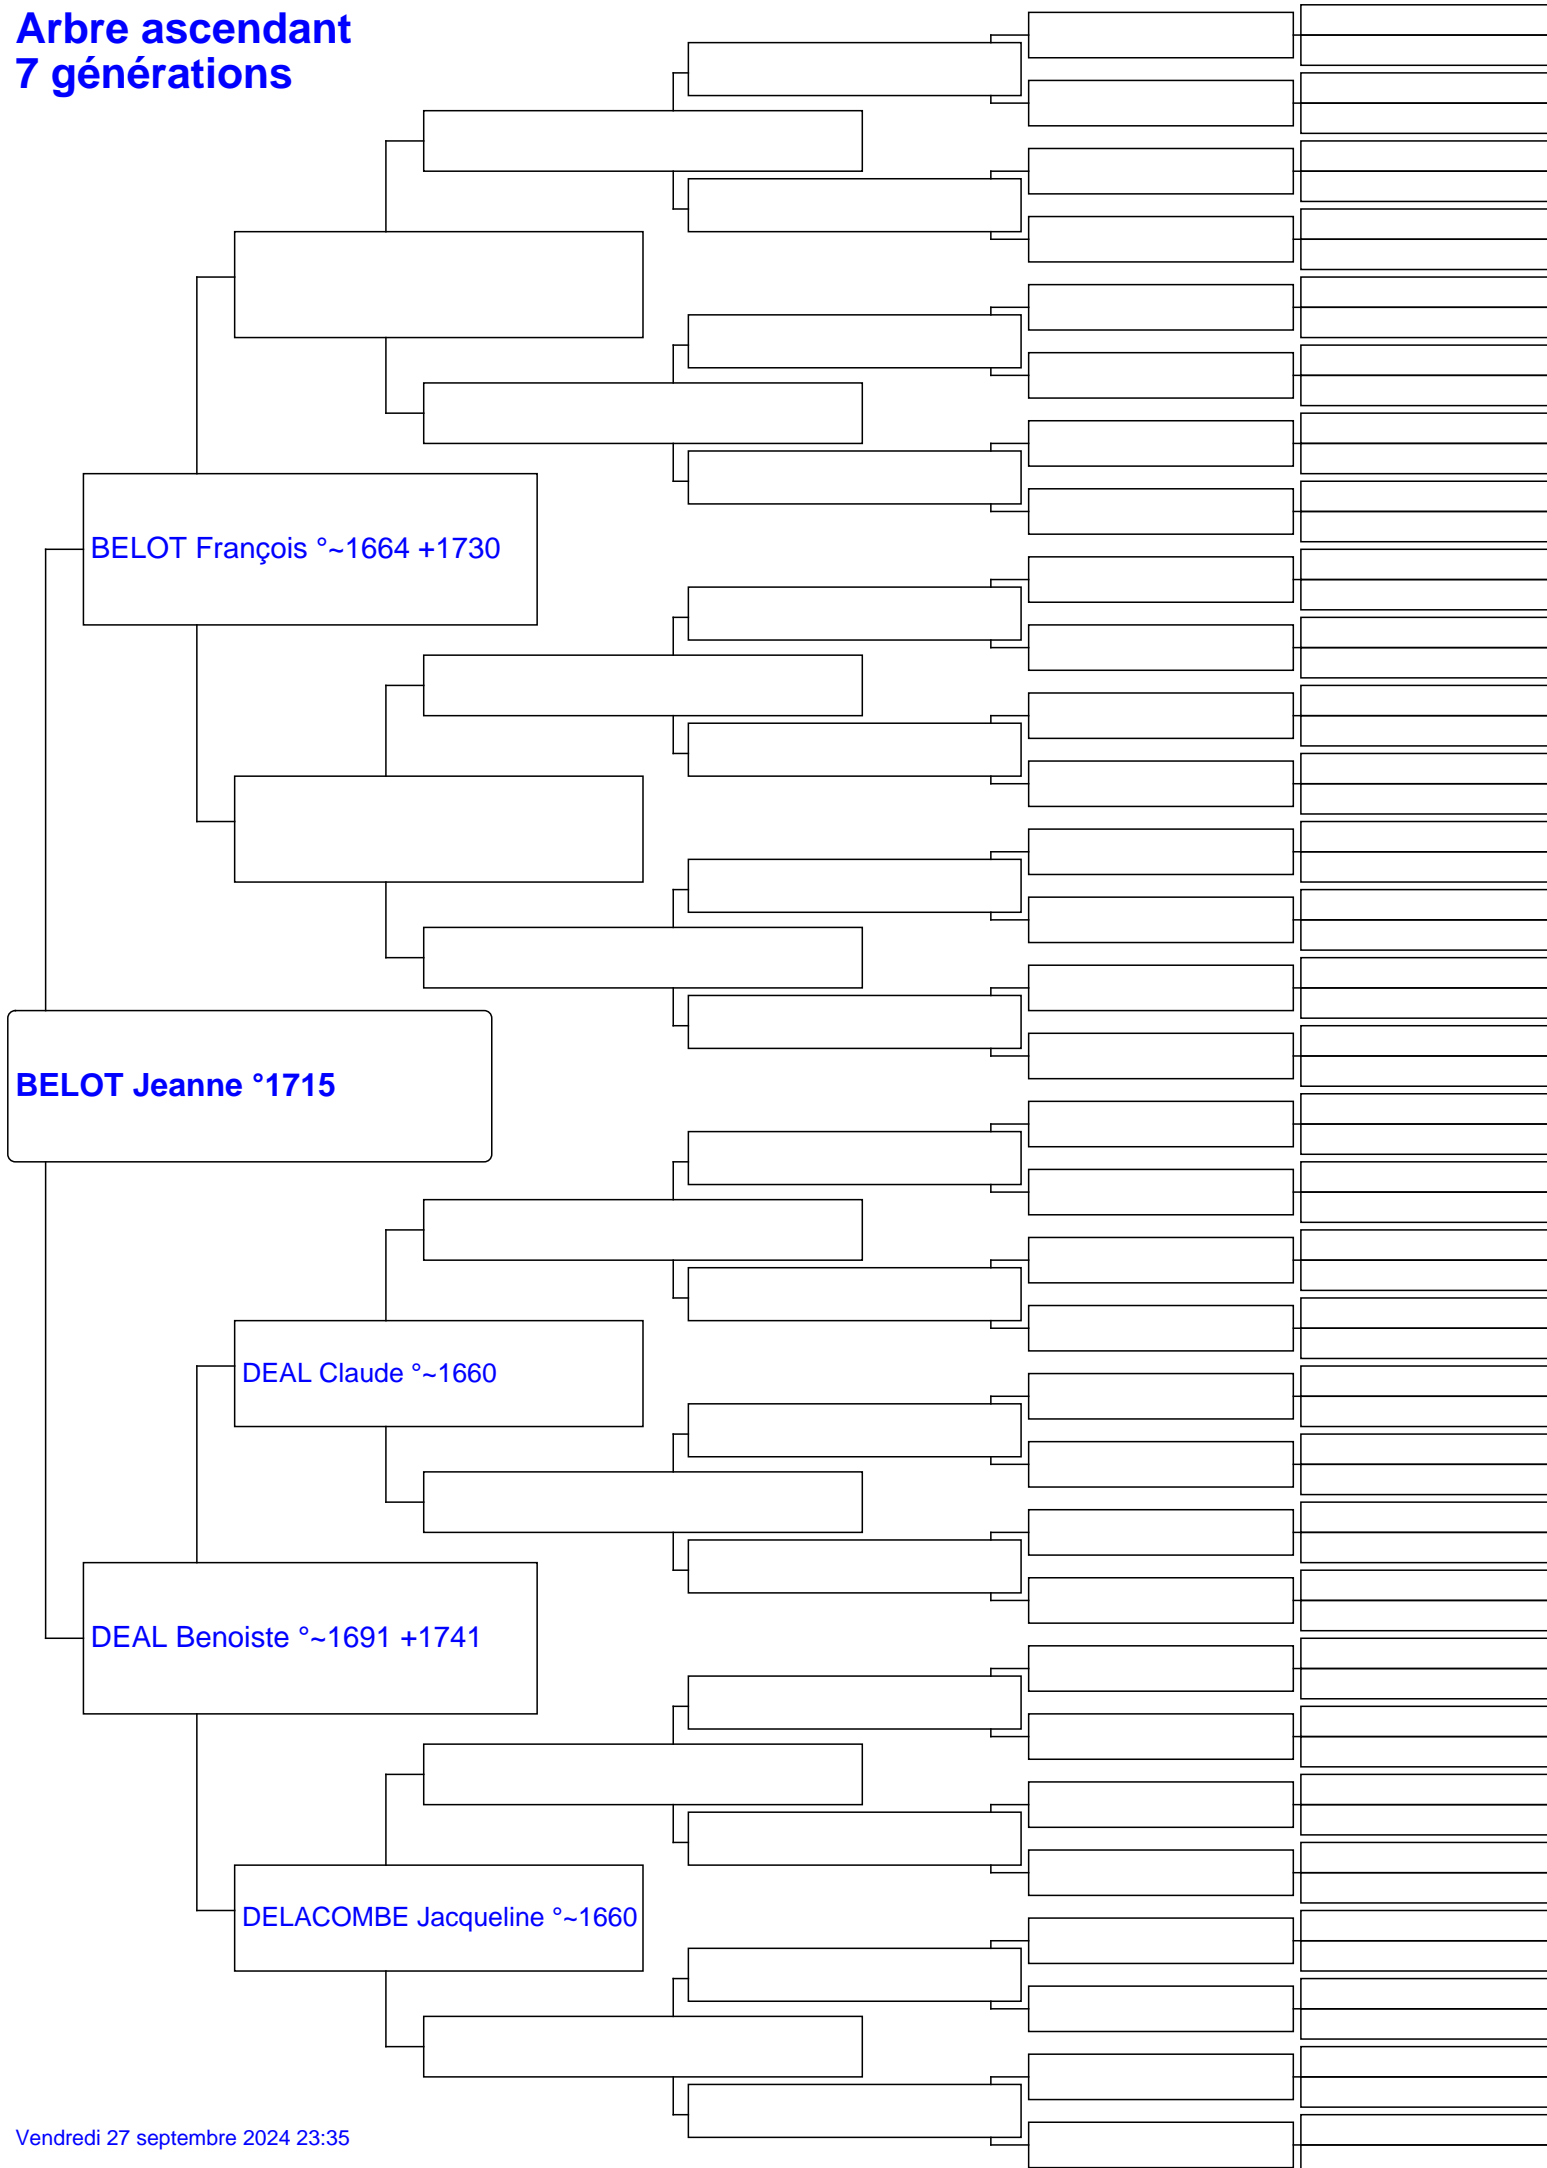 Arbre ascendant
7 générations
BELOT François °~1664 +1730
BELOT Jeanne °1715
DEAL Claude °~1660
DEAL Benoiste °~1691 +1741
DELACOMBE Jacqueline °~1660
Vendredi 27 septembre 2024 23:35